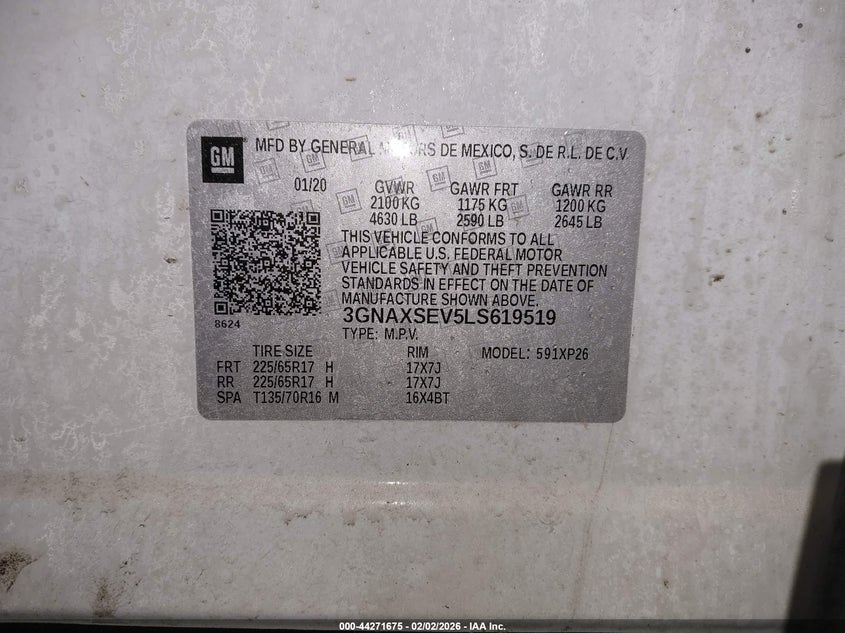 GM
MFD BY GENERAL MOTORS DE MEXICO, S. DE R.L. DE C.V
01/20 GVWR GAWR FRT GAWR RR
2100 KG 1175 KG 1200 KG
4630 LB 2590 LB 2645 LB
THIS VEHICLE CONFORMS TO ALL
APPLICABLE U.S. FEDERAL MOTOR
VEHICLE SAFETY AND THEFT PREVENTION
STANDARDS IN EFFECT ON THE DATE OF
MANUFACTURE SHOWN ABOVE.
8624 3GNAXSEV5LS619519
TYPE: M.P.V.
TIRE SIZE RIM MODEL: 591XP26
FRT 225/65R17 H 17X7J
RR 225/65R17 H 17X7J
SPA T135/70R16 M 16X4BT
000-44271675 - 02/02/2026 - IAA Inc.